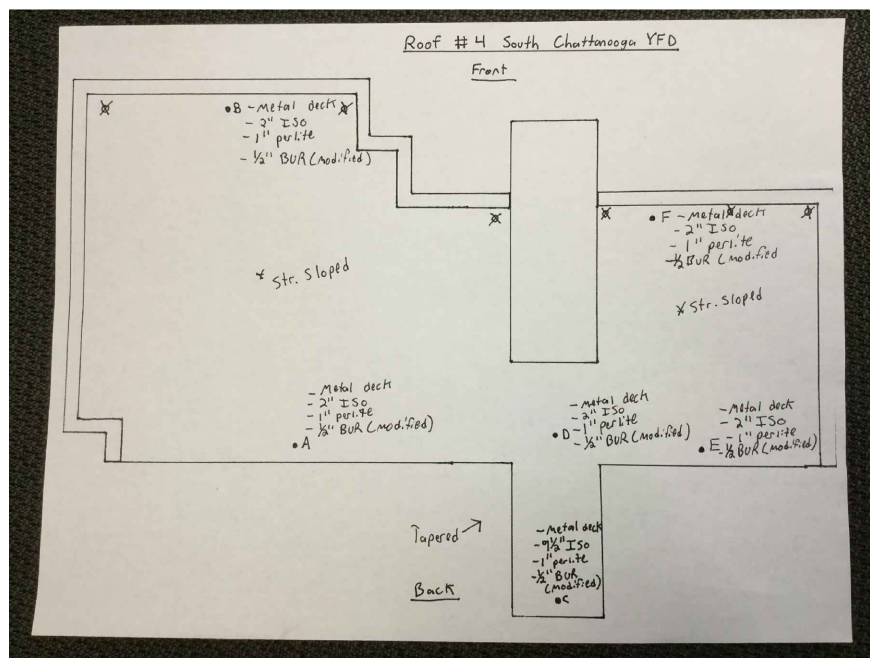 Roof # 4 South Chattanooga YFD
Front
B - Metal deck
- 2" ISO
- 1" perlite
- ½" BUR (modified)
F - Metal deck
- 2" ISO
- 1" perlite
- ½ BUR (modified
* Str. Sloped
* Str. Sloped
- Metal deck
- 2" ISO
- 1" perlite
- ½" BUR (modified)
A
- Metal deck
- 2" ISO
D - 1" perlite
- ½" BUR (modified)
- Metal deck
- 2" ISO
- 1" perlite
E - ½ BUR (modified)
Tapered
- Metal deck
- 9½" ISO
- 1" perlite
- ½" BUR
(modified)
C
Back